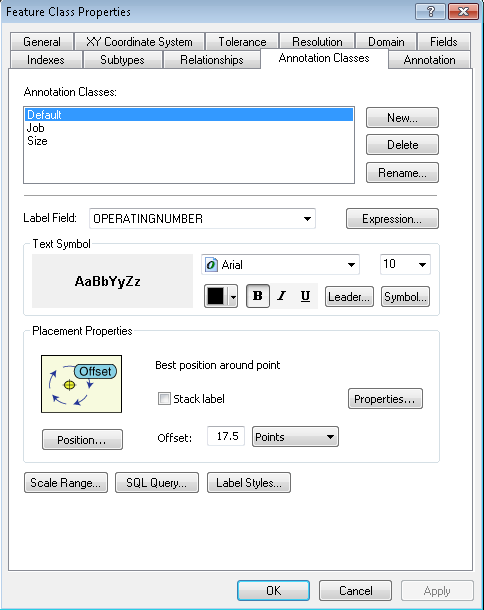 Feature Class Properties
?
General XY Coordinate System Tolerance Resolution Domain Fields
Indexes Subtypes Relationships Annotation Classes Annotation
Annotation Classes:
Default
Job
Size
New...
Delete
Rename...
Label Field: OPERATINGNUMBER Expression...
Text Symbol
AaBbYyZz
Arial 10
B I U Leader... Symbol...
Placement Properties
Offset
Best position around point
Stack label Properties...
Position... Offset: 17.5 Points
Scale Range... SQL Query... Label Styles...
OK Cancel Apply